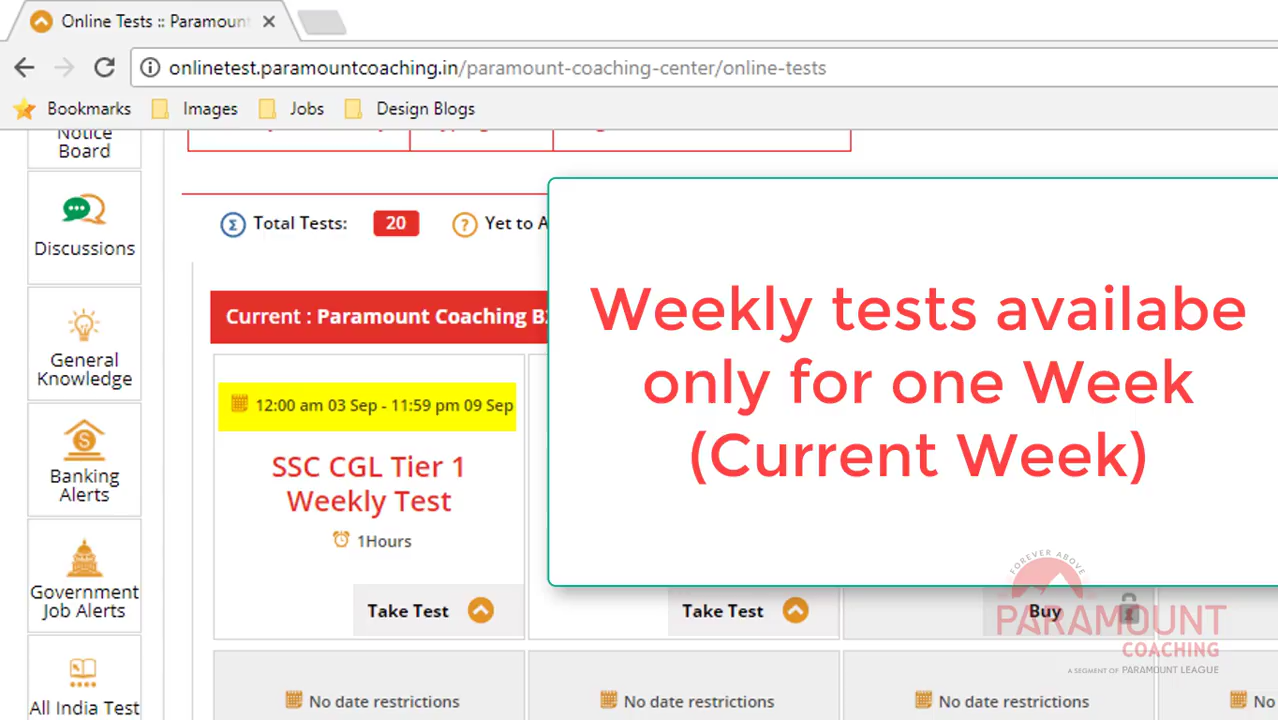 Online Tests :: Paramoun
onlinetest.paramountcoaching.in/paramount-coaching-center/online-tests
Bookmarks Images Jobs Design Blogs
Notice
Board
Discussions
General
Knowledge
Banking
Alerts
Government
Job Alerts
All India Test
Total Tests: 20 Yet to A
Current : Paramount Coaching B
12:00 am 03 Sep - 11:59 pm 09 Sep
SSC CGL Tier 1
Weekly Test
1Hours
Take Test Take Test Buy
No date restrictions No date restrictions No date restrictions No
Weekly tests availabe
only for one Week
(Current Week)
FOREVER ABOVE
PARAMOUNT
COACHING
A SEGMENT OF PARAMOUNT LEAGUE